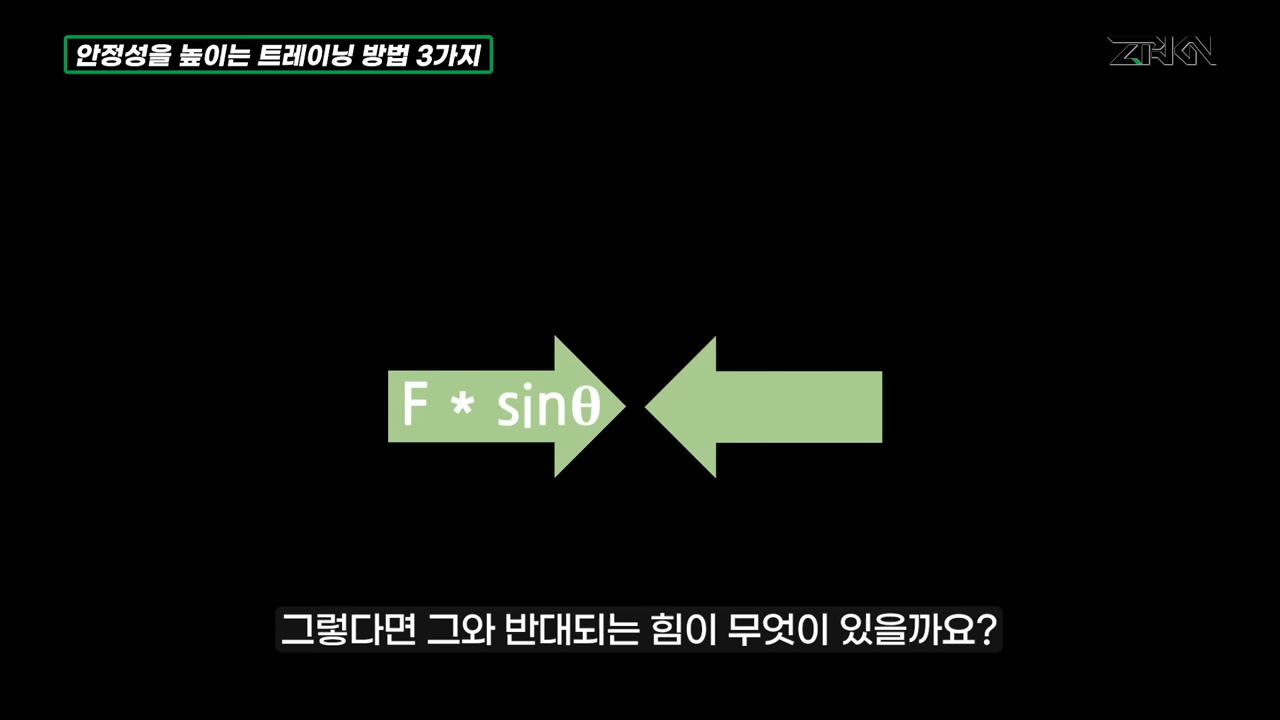 안정성을 높이는 트레이닝 방법 3가지
ZRKN
F * sinθ
그렇다면 그와 반대되는 힘이 무엇이 있을까요?